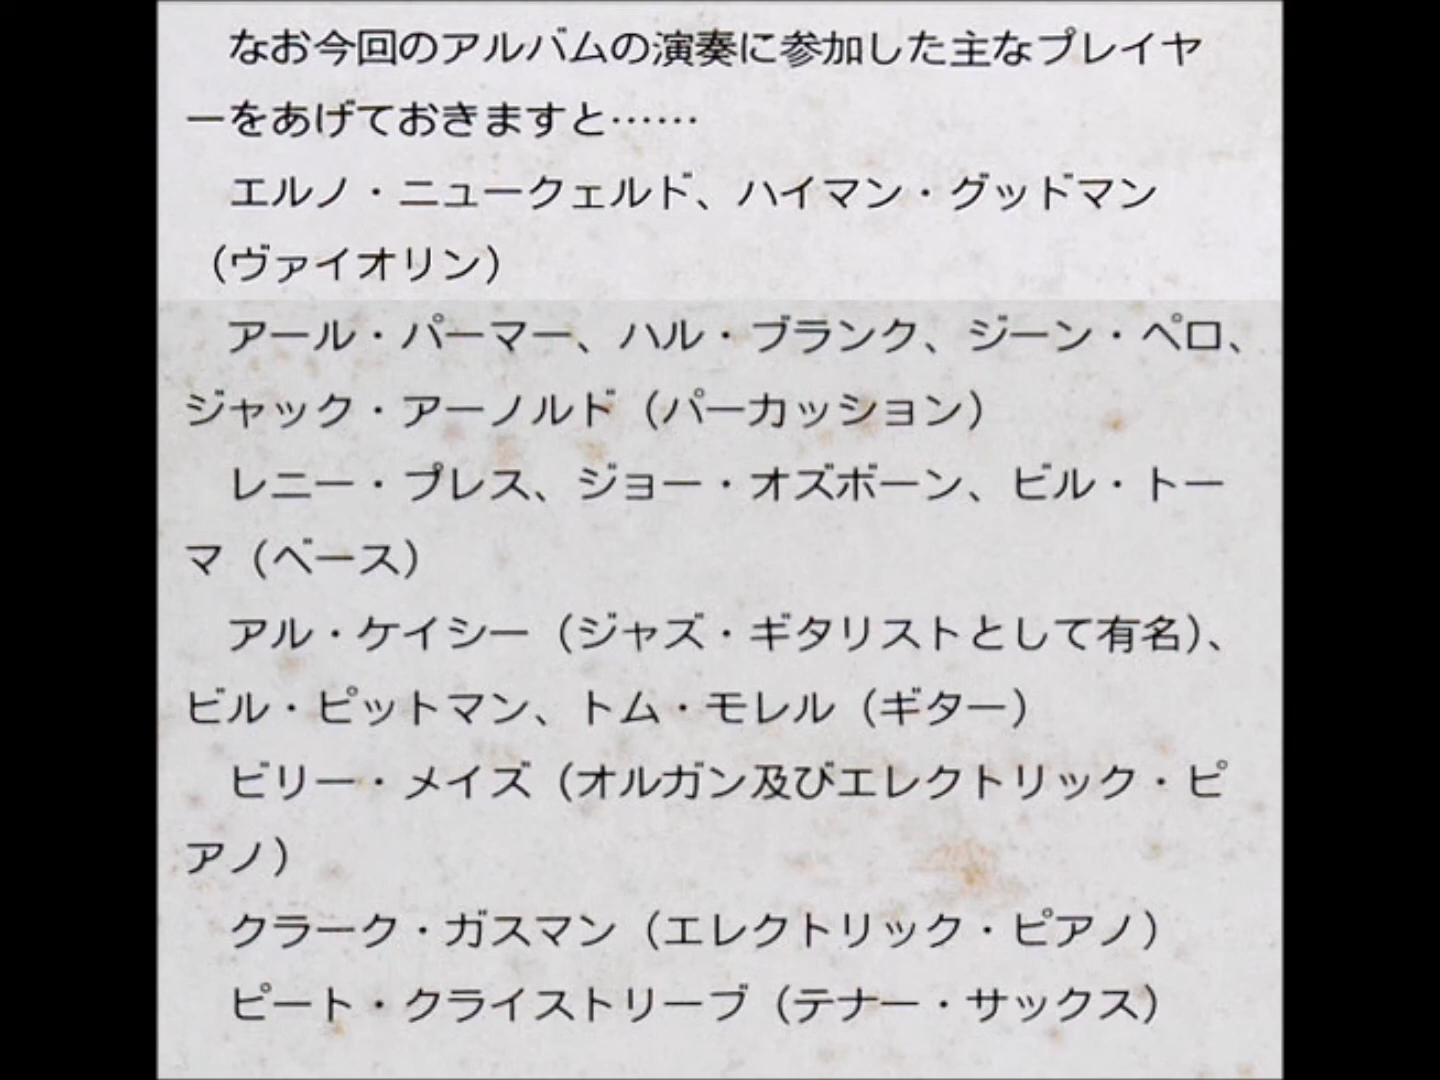 なお今回のアルバムの演奏に参加した主なプレイヤ
ーをあげておきますと……
エルノ・ニュークェルド、ハイマン・グッドマン
（ヴァイオリン）
アール・パーマー、ハル・ブランク、ジーン・ペロ、
ジャック・アーノルド（パーカッション）
レニー・プレス、ジョー・オズボーン、ビル・トー
マ（ベース）
アル・ケイシー（ジャズ・ギタリストとして有名）、
ビル・ピットマン、トム・モレル（ギター）
ビリー・メイズ（オルガン及びエレクトリック・ピ
アノ）
クラーク・ガスマン（エレクトリック・ピアノ）
ピート・クライストリーブ（テナー・サックス）